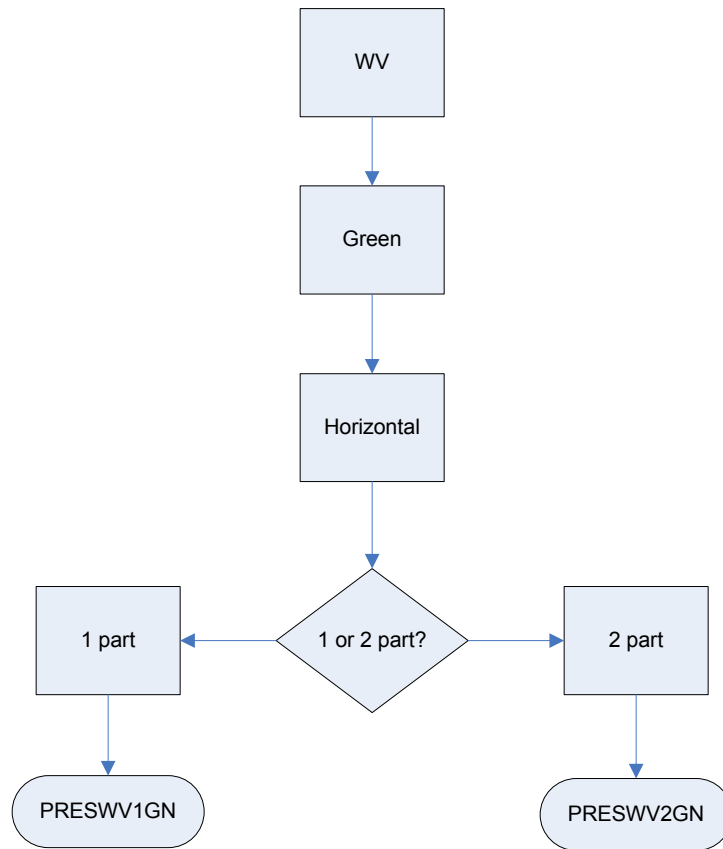 WV
Green
Horizontal
1 part
1 or 2 part?
2 part
PRESWV1GN
PRESWV2GN